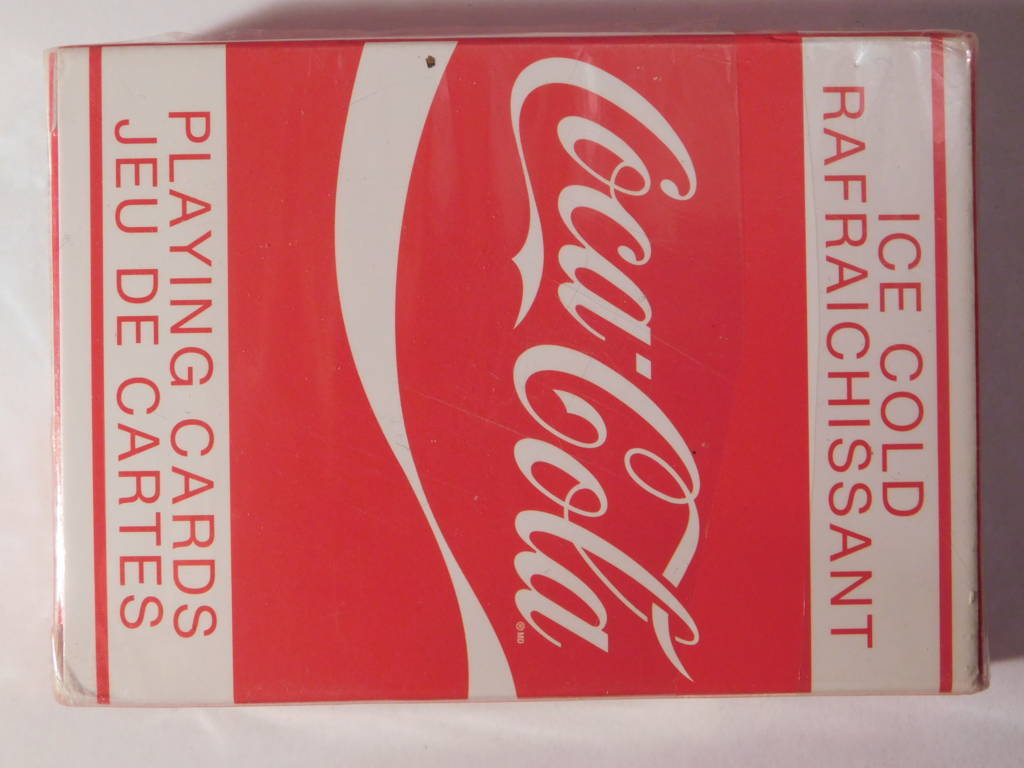 ICE COLD
RAFRAICHISSANT
Coca-Cola
® MD
PLAYING CARDS
JEU DE CARTES